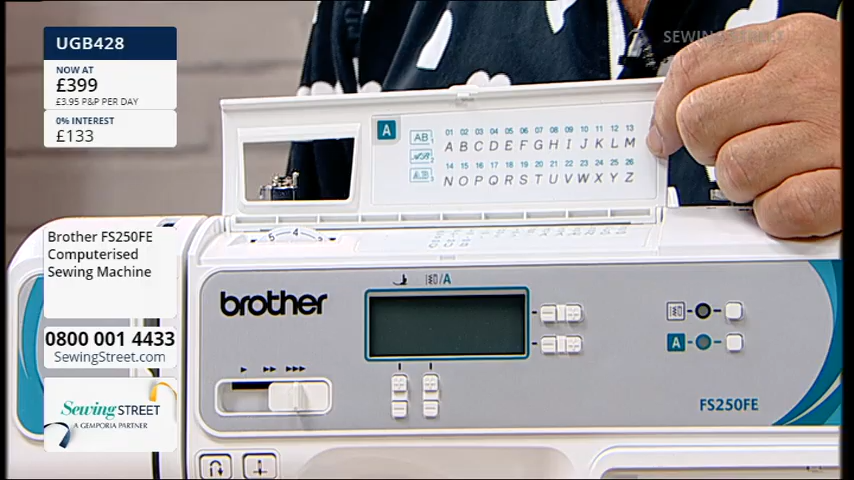 UGB428
NOW AT
£399
£3.95 P&P PER DAY
0% INTEREST
£133
Brother FS250FE
Computerised
Sewing Machine
0800 001 4433
SewingStreet.com
Sewing STREET
A GEMPORIA PARTNER
SEWING STREET
A
AB
AB
01 02 03 04 05 06 07 08 09 10 11 12 13
A B C D E F G H I J K L M
14 15 16 17 18 19 20 21 22 23 24 25 26
N O P Q R S T U V W X Y Z
5 4 3
brother
/A
A
FS250FE